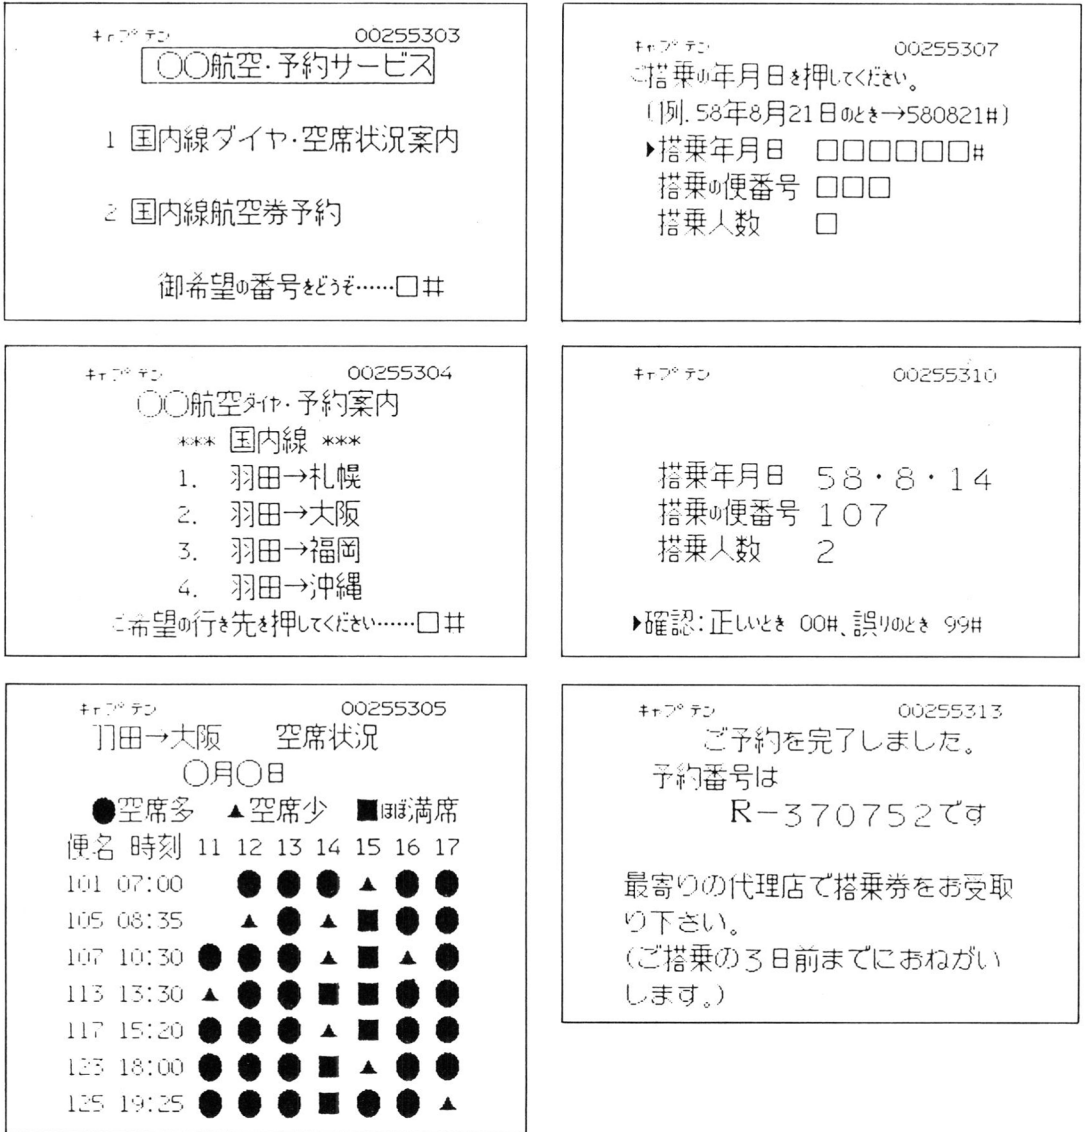 キャプテン 00255303
○○航空・予約サービス
1 国内線ダイヤ・空席状況案内
2 国内線航空券予約
御希望の番号をどうぞ……□#
キャプテン 00255304
○○航空ダイヤ・予約案内
*** 国内線 ***
1. 羽田→札幌
2. 羽田→大阪
3. 羽田→福岡
4. 羽田→沖縄
ご希望の行き先を押してください……□#
キャプテン 00255305
羽田→大阪 空席状況
○月○日
●空席多 ▲空席少 ■ほぼ満席
便名 時刻 11 12 13 14 15 16 17
101 07:00 ● ● ● ▲ ● ●
105 08:35 ▲ ● ▲ ■ ● ●
107 10:30 ● ● ● ▲ ■ ▲ ●
113 13:30 ▲ ● ● ■ ■ ● ●
117 15:20 ● ● ● ▲ ■ ● ●
123 18:00 ● ● ● ■ ▲ ● ●
125 19:25 ● ● ● ■ ● ● ▲
キャプテン 00255307
ご搭乗の年月日を押してください。
(例. 58年8月21日のとき→580821#)
▶搭乗年月日 □□□□□□#
搭乗の便番号 □□□
搭乗人数 □
キャプテン 00255310
搭乗年月日 58・8・14
搭乗の便番号 107
搭乗人数 2
▶確認:正しいとき 00#、誤りのとき 99#
キャプテン 00255313
ご予約を完了しました。
予約番号は
R-370752です
最寄りの代理店で搭乗券をお受取
り下さい。
(ご搭乗の3日前までにおねがい
します。)